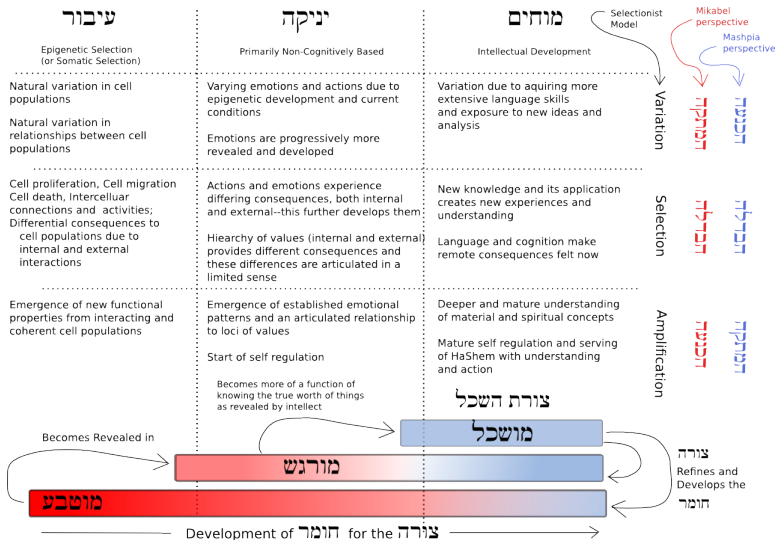 עיבור
יניקה
מוחים
Selectionist
Model
Mikabel
perspective
Mashpia
perspective
Epigenetic Selection
(or Somatic Selection)
Primarily Non-Cognitively Based
Intellectual Development
Natural variation in cell
populations
Natural variation in
relationships between cell
populations
Varying emotions and actions due to
epigenetic development and current
conditions
Emotions are progressively more
revealed and developed
Variation due to aquiring more
extensive language skills
and exposure to new ideas and
analysis
Variation
המתקה
הכנעה
Cell proliferation, Cell migration
Cell death, Intercelluar
connections and activities;
Differential consequences to
cell populations due to
internal and external
interactions
Actions and emotions experience
differing consequences, both internal
and external--this further develops them
Hiearchy of values (internal and external)
provides different consequences and
these differences are articulated in a
limited sense
New knowledge and its application
creates new experiences and
understanding
Language and cognition make
remote consequences felt now
Selection
הבדלה
הבדלה
Emergence of new functional
properties from interacting and
coherent cell populations
Emergence of established emotional
patterns and an articulated relationship
to loci of values
Start of self regulation
Deeper and mature understanding
of material and spiritual concepts
Mature self regulation and serving
of HaShem with understanding
and action
Amplification
הכנעה
המתקה
Becomes more of a function of
knowing the true worth of things
as revealed by intellect
צורת השכל
מושכל
Becomes Revealed in
מורגש
צורה
Refines and
Develops the
חומר
מוטבע
Development of חומר for the צורה